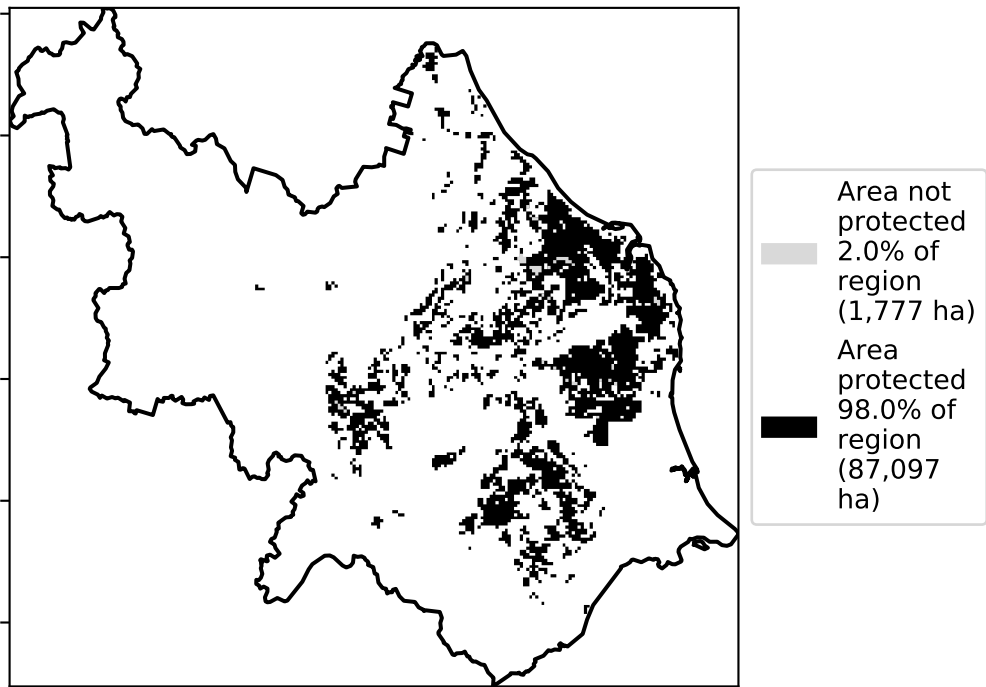 Area not
protected
2.0% of
region
(1,777 ha)
Area
protected
98.0% of
region
(87,097
ha)